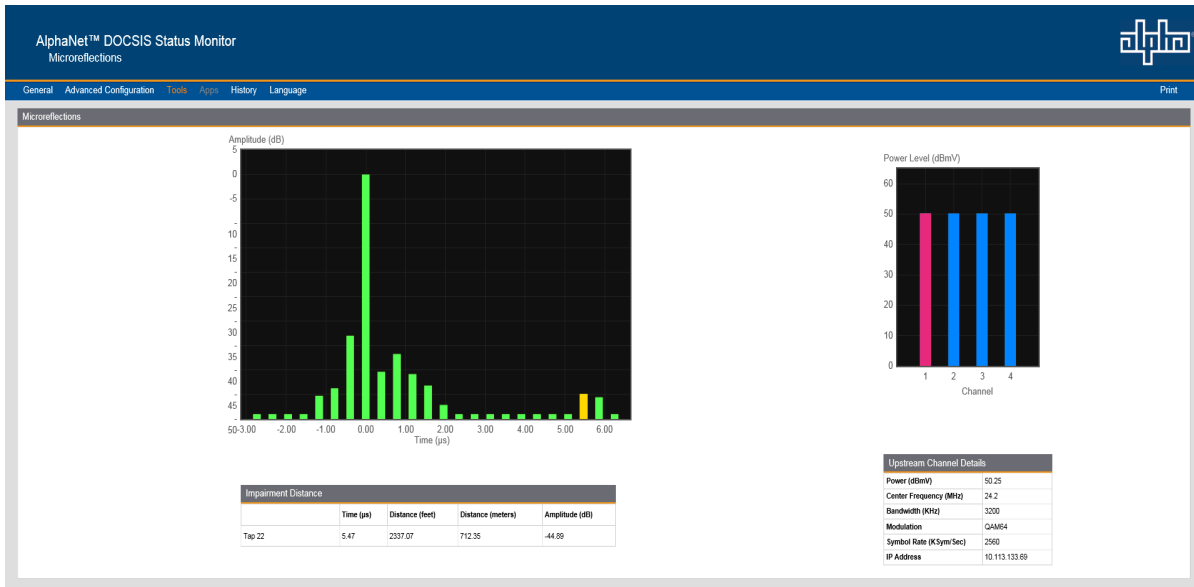 AlphaNet™ DOCSIS Status Monitor
Microreflections
alpha®
General Advanced Configuration Tools Apps History Language Print
Microreflections
Amplitude (dB)
5
0
-5
-
10
-
15
-
20
-
25
-
30
-
35
-
40
-
45
-
50-3.00 -2.00 -1.00 0.00 1.00 2.00 3.00 4.00 5.00 6.00
Time (µs)
Power Level (dBmV)
60
50
40
30
20
10
0
1 2 3 4
Channel
Impairment Distance
Time (µs) Distance (feet) Distance (meters) Amplitude (dB)
Tap 22 5.47 2337.07 712.35 -44.89
Upstream Channel Details
Power (dBmV) 50.25
Center Frequency (MHz) 24.2
Bandwidth (KHz) 3200
Modulation QAM64
Symbol Rate (KSym/Sec) 2560
IP Address 10.113.133.69